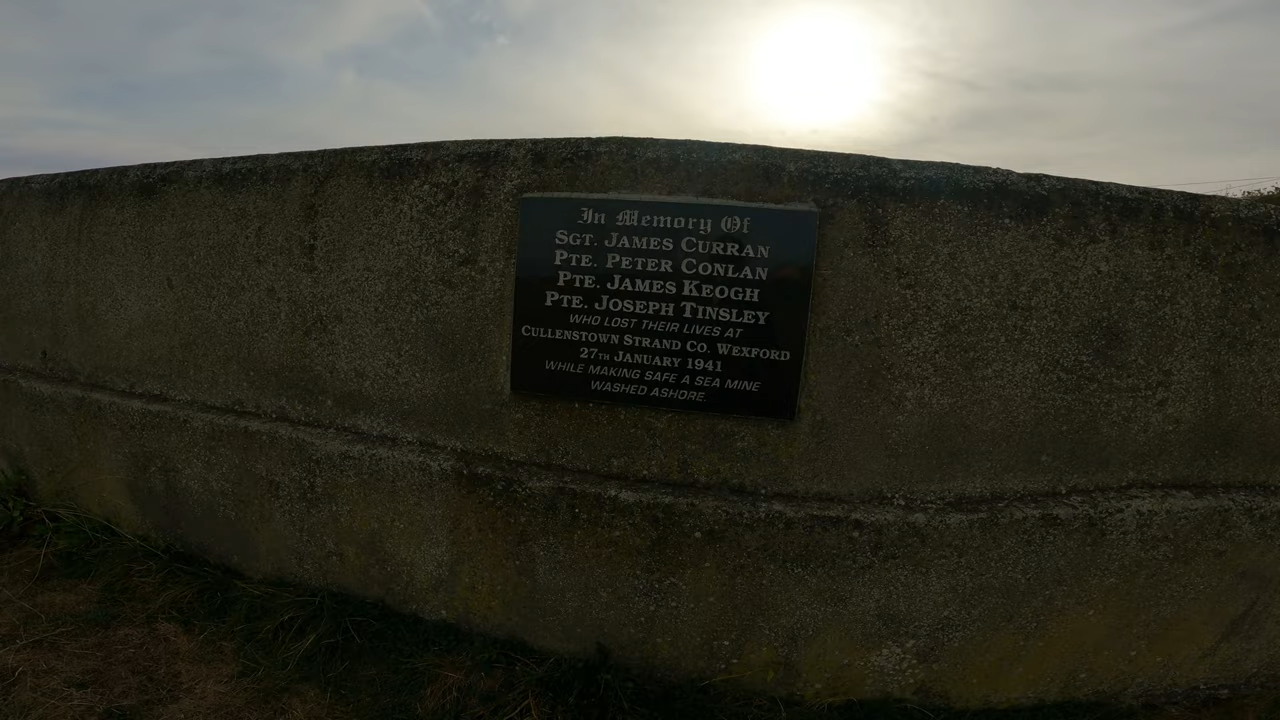 In Memory Of
SGT. JAMES CURRAN
PTE. PETER CONLAN
PTE. JAMES KEOGH
PTE. JOSEPH TINSLEY
WHO LOST THEIR LIVES AT
CULLENSTOWN STRAND CO. WEXFORD
27TH JANUARY 1941
WHILE MAKING SAFE A SEA MINE
WASHED ASHORE.